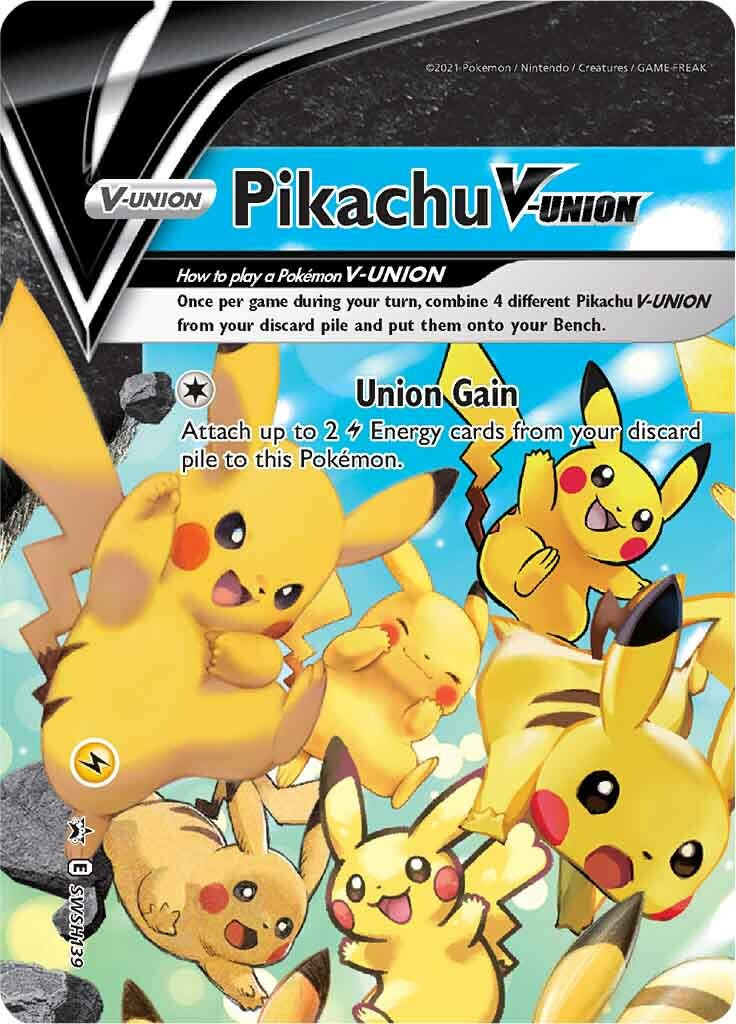 ©2021 Pokémon / Nintendo / Creatures / GAME FREAK
V-UNION
Pikachu V-UNION
How to play a Pokémon V-UNION
Once per game during your turn, combine 4 different Pikachu V-UNION
from your discard pile and put them onto your Bench.
Union Gain
Attach up to 2 Energy cards from your discard
pile to this Pokémon.
E SWSH139